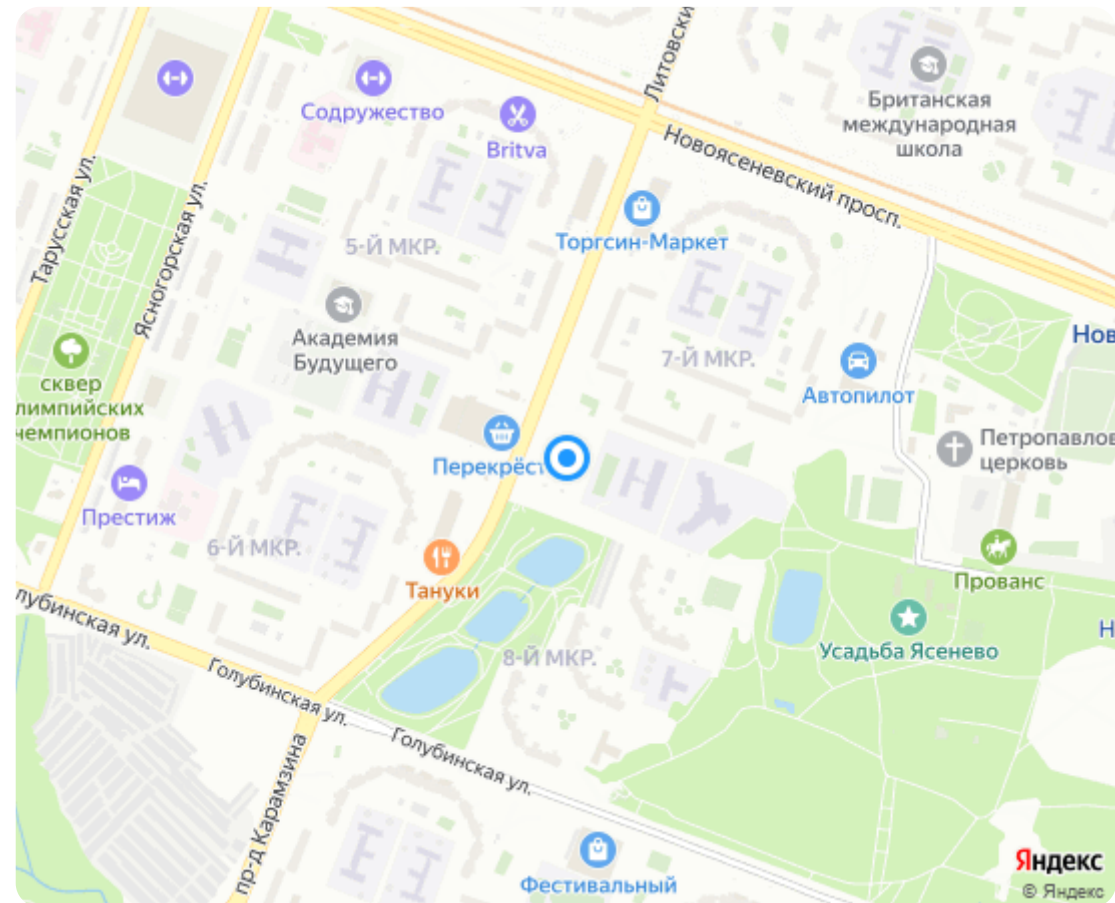 Литовски
Содружество
Britva
Британская
международная
школа
Новоясеневский просп.
Тарусская ул.
Ясногорская ул.
Торгсин-Маркет
5-Й МКР.
Академия
Будущего
7-Й МКР.
Нов
Автопилот
сквер
лимпийских
чемпионов
Перекрёст
Петропавлов
церковь
Престиж
6-Й МКР.
Тануки
Прованс
лубинская ул.
Н
Усадьба Ясенево
8-Й МКР.
Голубинская ул.
Голубинская ул.
пр-д Карамзина
Фестивальный
Яндекс
© Яндекс